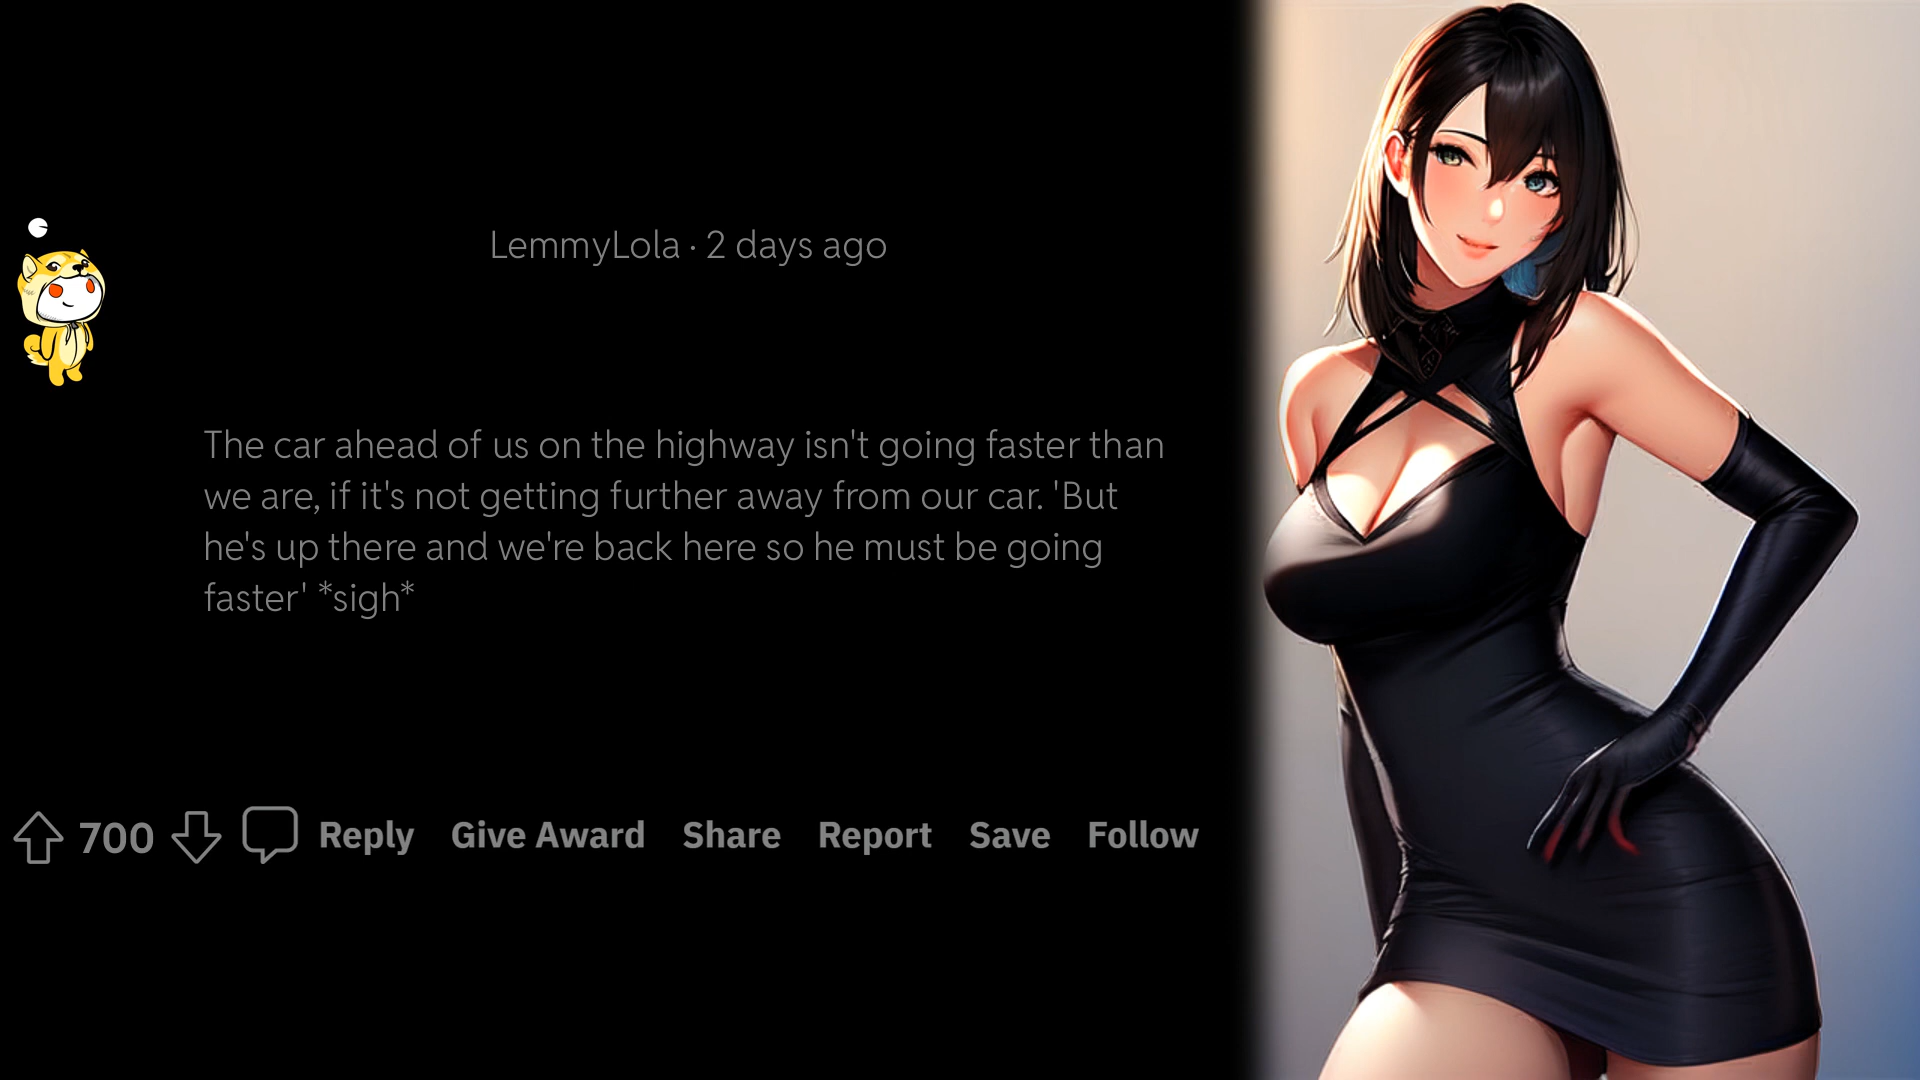 LemmyLola · 2 days ago
The car ahead of us on the highway isn't going faster than
we are, if it's not getting further away from our car. 'But
he's up there and we're back here so he must be going
faster' *sigh*
700 Reply Give Award Share Report Save Follow